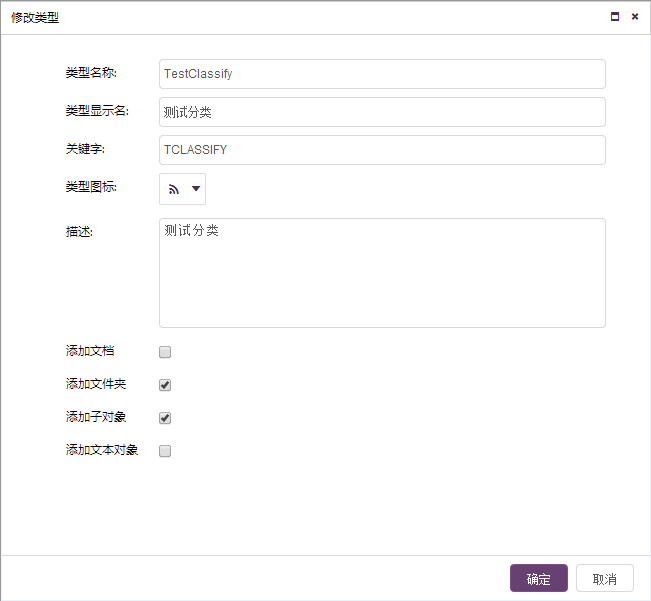 修改类型
类型名称: TestClassify
类型显示名: 测试分类
关键字: TCLASSIFY
类型图标:
描述: 测试分类
添加文档
添加文件夹
添加子对象
添加文本对象
确定 取消